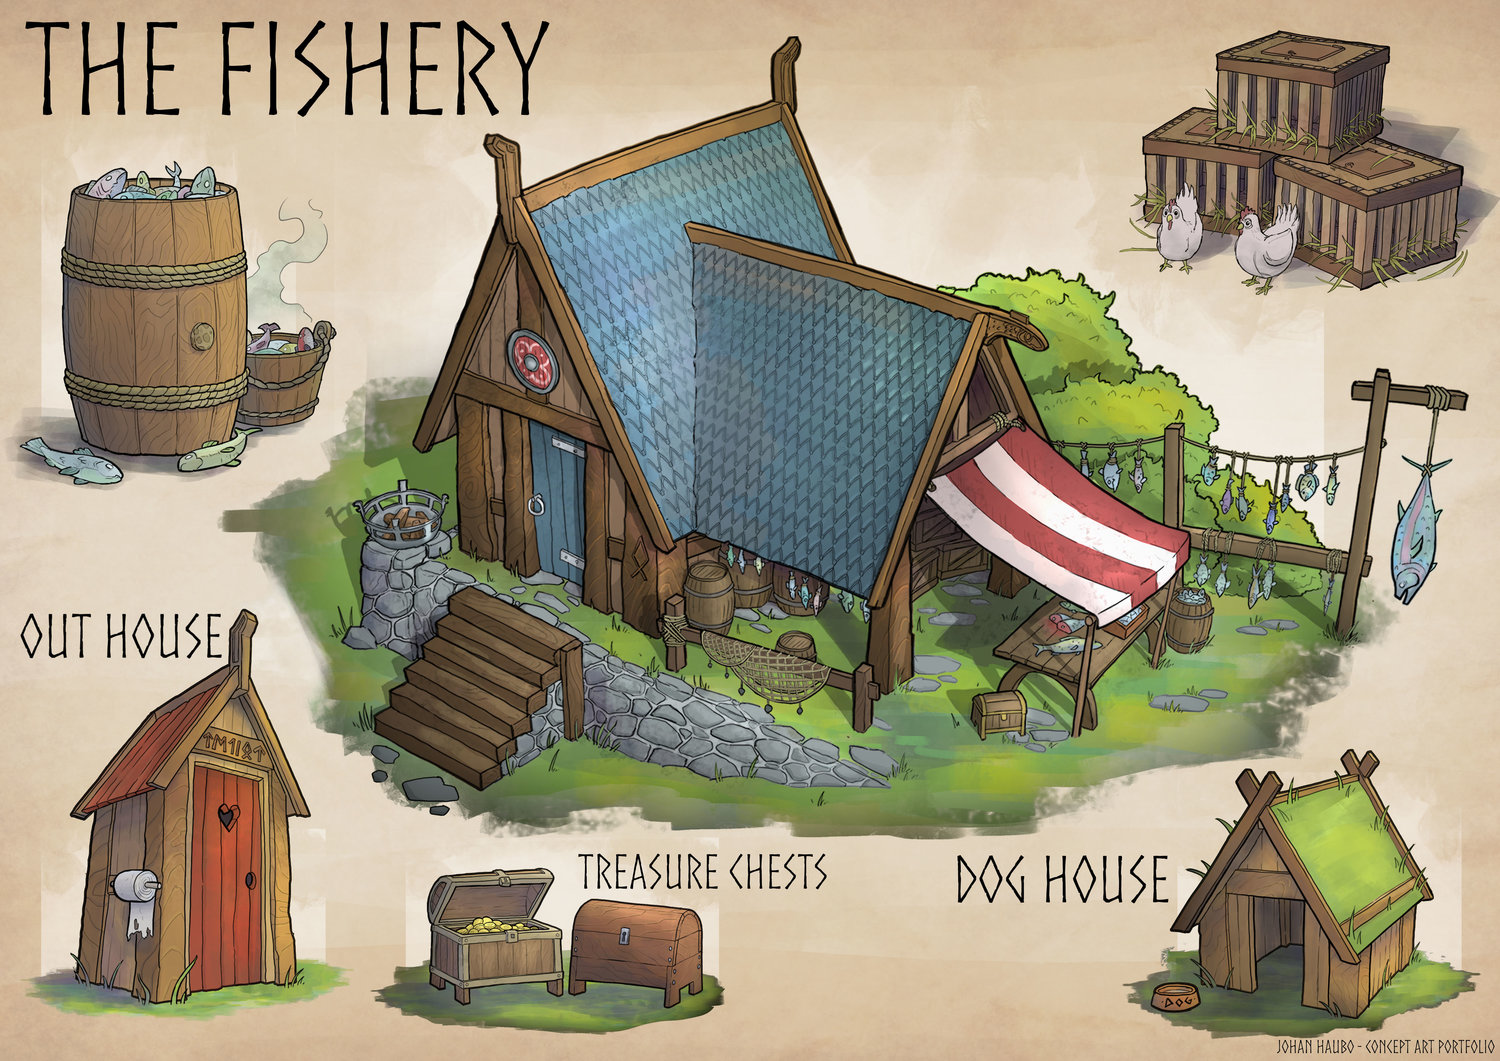 THE FISHERY
OUT HOUSE
TREASURE CHESTS
DOG HOUSE
DOG
JOHAN HAUBO - CONCEPT ART PORTFOLIO